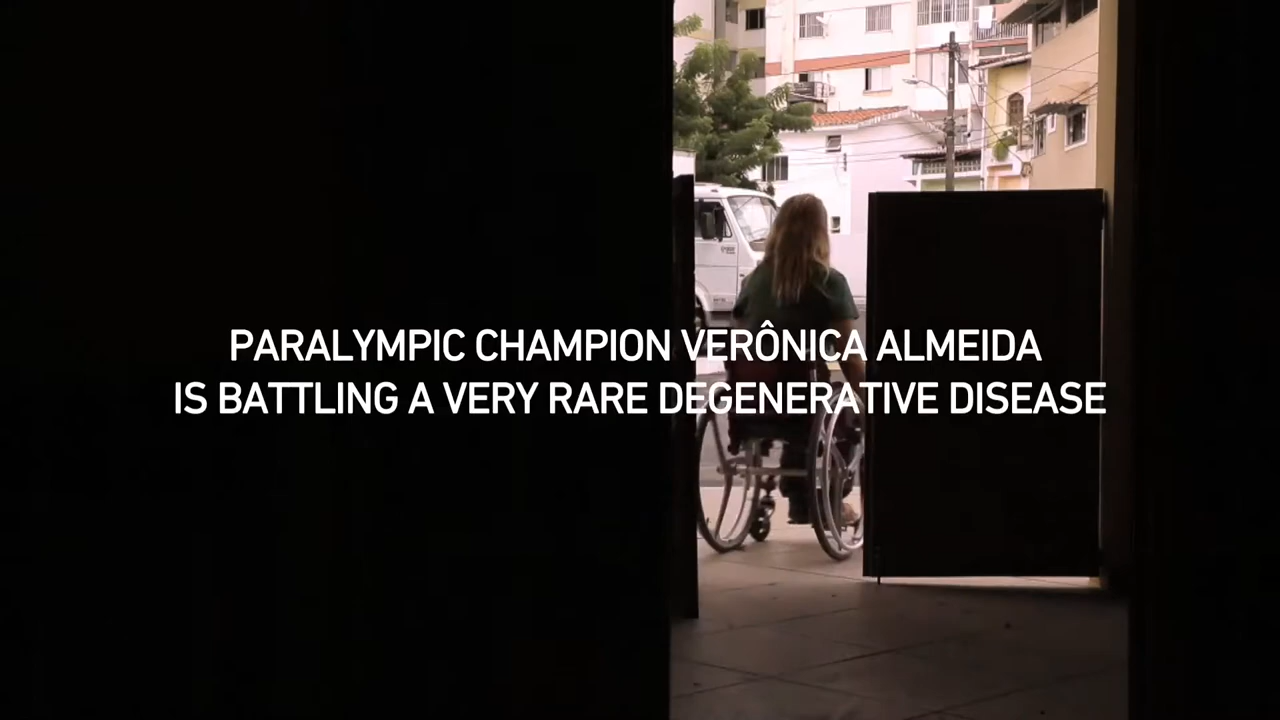 PARALYMPIC CHAMPION VERÔNICA ALMEIDA
IS BATTLING A VERY RARE DEGENERATIVE DISEASE